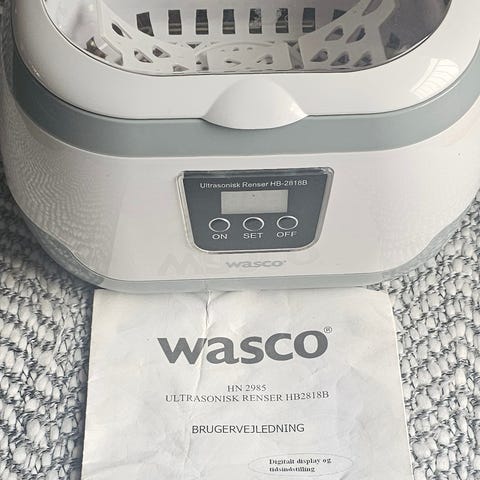 Ultrasonisk Renser HB-2818B
ON SET OFF
wasco
wasco®
HN 2985
ULTRASONISK RENSER HB2818B
BRUGERVEJLEDNING
Digitalt display og
tidsindstilling